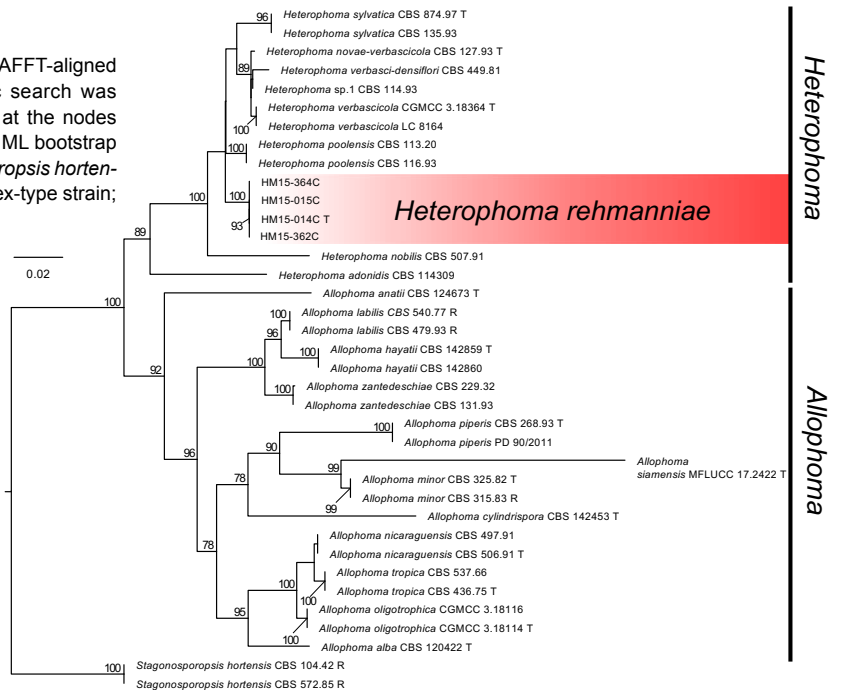 AFFT-aligned
search was
at the nodes
ML bootstrap
ropsis horten-
ex-type strain;
0.02
96
Heterophoma sylvatica CBS 874.97 T
Heterophoma sylvatica CBS 135.93
Heterophoma novae-verbascicola CBS 127.93 T
89
Heterophoma verbasci-densiflori CBS 449.81
Heterophoma sp.1 CBS 114.93
Heterophoma verbascicola CGMCC 3.18364 T
100
Heterophoma verbascicola LC 8164
100
Heterophoma poolensis CBS 113.20
Heterophoma poolensis CBS 116.93
HM15-364C
100
100
HM15-015C
HM15-014C T
93
HM15-362C
Heterophoma rehmanniae
89
Heterophoma nobilis CBS 507.91
Heterophoma adonidis CBS 114309
Heterophoma
100
Allophoma anatii CBS 124673 T
100
Allophoma labilis CBS 540.77 R
96
Allophoma labilis CBS 479.93 R
100
Allophoma hayatii CBS 142859 T
100
Allophoma hayatii CBS 142860
92
100
Allophoma zantedeschiae CBS 229.32
Allophoma zantedeschiae CBS 131.93
100
Allophoma piperis CBS 268.93 T
90
Allophoma piperis PD 90/2011
96
99
Allophoma
siamensis MFLUCC 17.2422 T
78
Allophoma minor CBS 325.82 T
Allophoma minor CBS 315.83 R
99
Allophoma cylindrispora CBS 142453 T
78
Allophoma nicaraguensis CBS 497.91
Allophoma nicaraguensis CBS 506.91 T
Allophoma tropica CBS 537.66
100
Allophoma tropica CBS 436.75 T
100
95
Allophoma oligotrophica CGMCC 3.18116
Allophoma oligotrophica CGMCC 3.18114 T
100
Allophoma alba CBS 120422 T
Allophoma
100
Stagonosporopsis hortensis CBS 104.42 R
Stagonosporopsis hortensis CBS 572.85 R